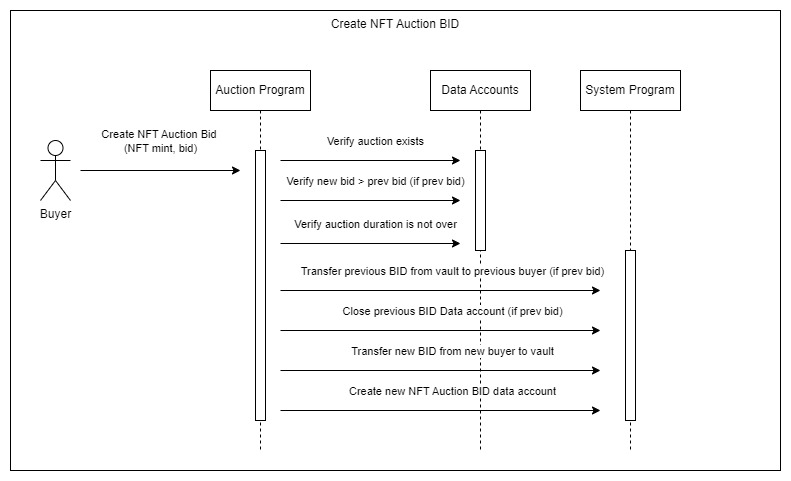 Create NFT Auction BID
Auction Program
Data Accounts
System Program
Create NFT Auction Bid
(NFT mint, bid)
Buyer
Verify auction exists
Verify new bid > prev bid (if prev bid)
Verify auction duration is not over
Transfer previous BID from vault to previous buyer (if prev bid)
Close previous BID Data account (if prev bid)
Transfer new BID from new buyer to vault
Create new NFT Auction BID data account